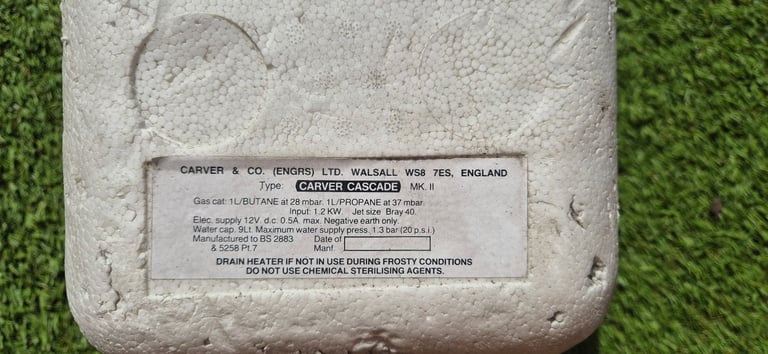 CARVER & CO. (ENGRS) LTD. WALSALL WS8 7ES, ENGLAND
Type: CARVER CASCADE MK. II
Gas cat: 1L/BUTANE at 28 mbar. 1L/PROPANE at 37 mbar.
Input: 1.2 KW. Jet size Bray 40.
Elec. supply 12V. d.c. 0.5A. max. Negative earth only.
Water cap. 9Lt. Maximum water supply press. 1.3 bar (20 p.s.i.)
Manufactured to BS 2883 Date of
& 5258 Pt.7 Manf.
DRAIN HEATER IF NOT IN USE DURING FROSTY CONDITIONS
DO NOT USE CHEMICAL STERILISING AGENTS.